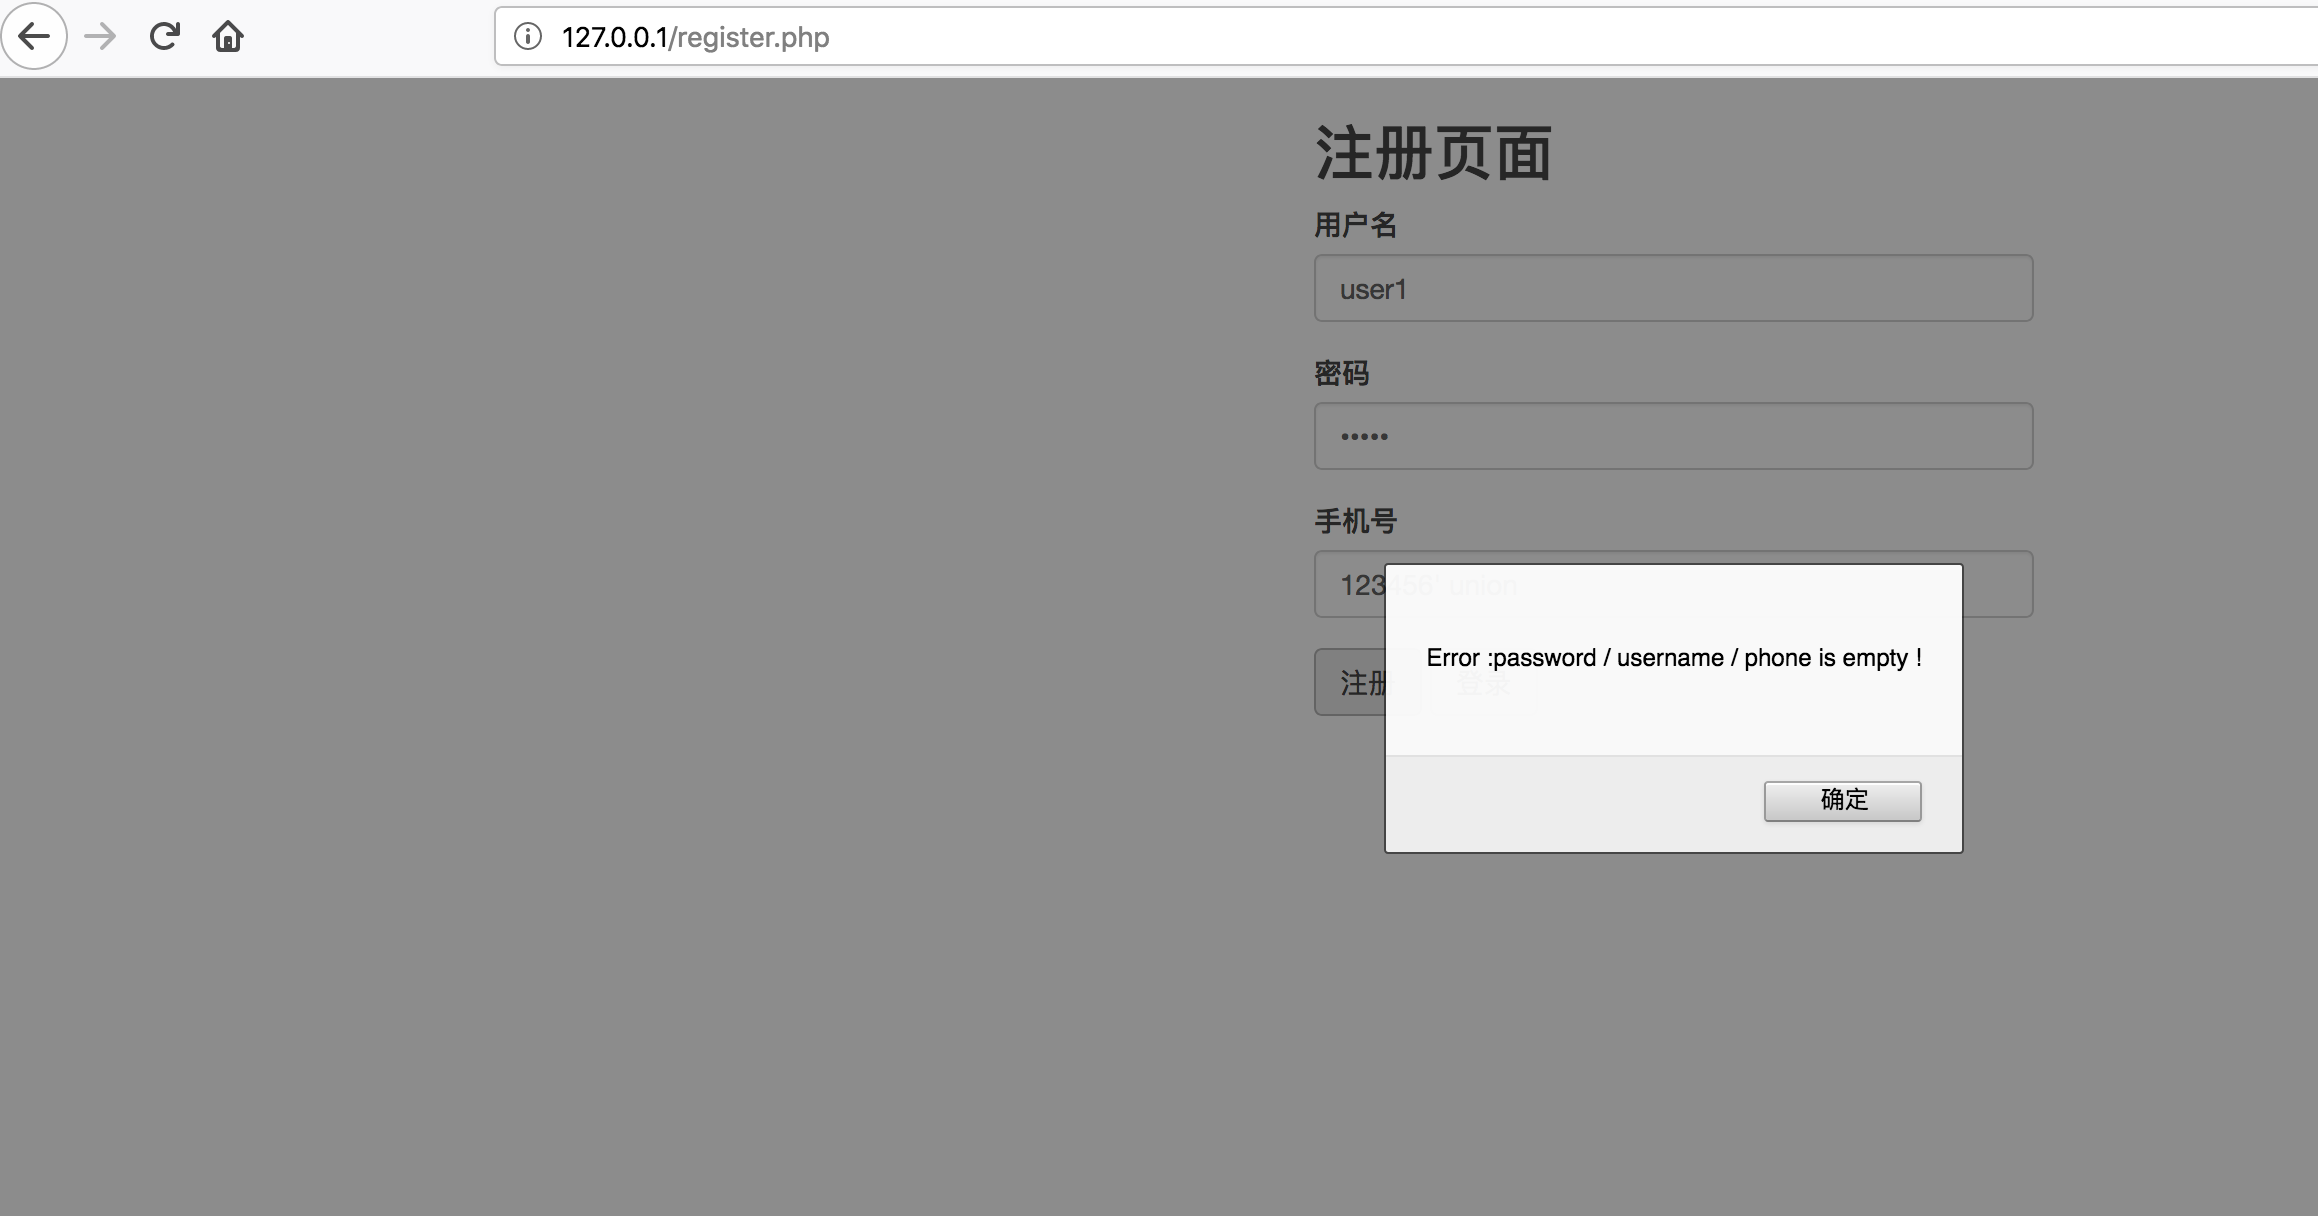 127.0.0.1/register.php
注册页面
用户名
user1
密码
•••••
手机号
123456' union
注册 登录
Error :password / username / phone is empty !
确定